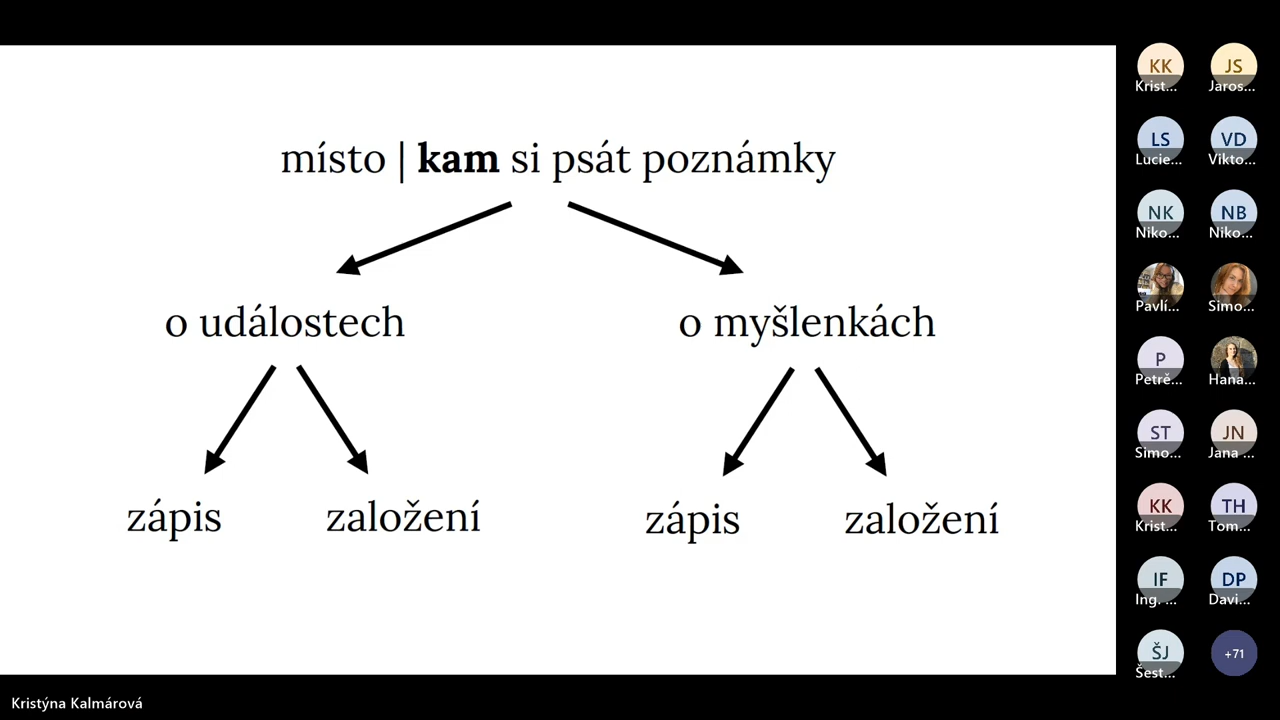 místo | kam si psát poznámky
o událostech
o myšlenkách
zápis
založení
zápis
založení
KK
Krist...
JS
Jaros...
LS
Lucie...
VD
Vikto...
NK
Niko...
NB
Niko...
Pavlí...
Simo...
P
Petrě...
Hana...
ST
Simo...
JN
Jana ...
KK
Krist...
TH
Tom...
IF
Ing. ...
DP
Davi...
ŠJ
Šest...
+71
Kristýna Kalmárová